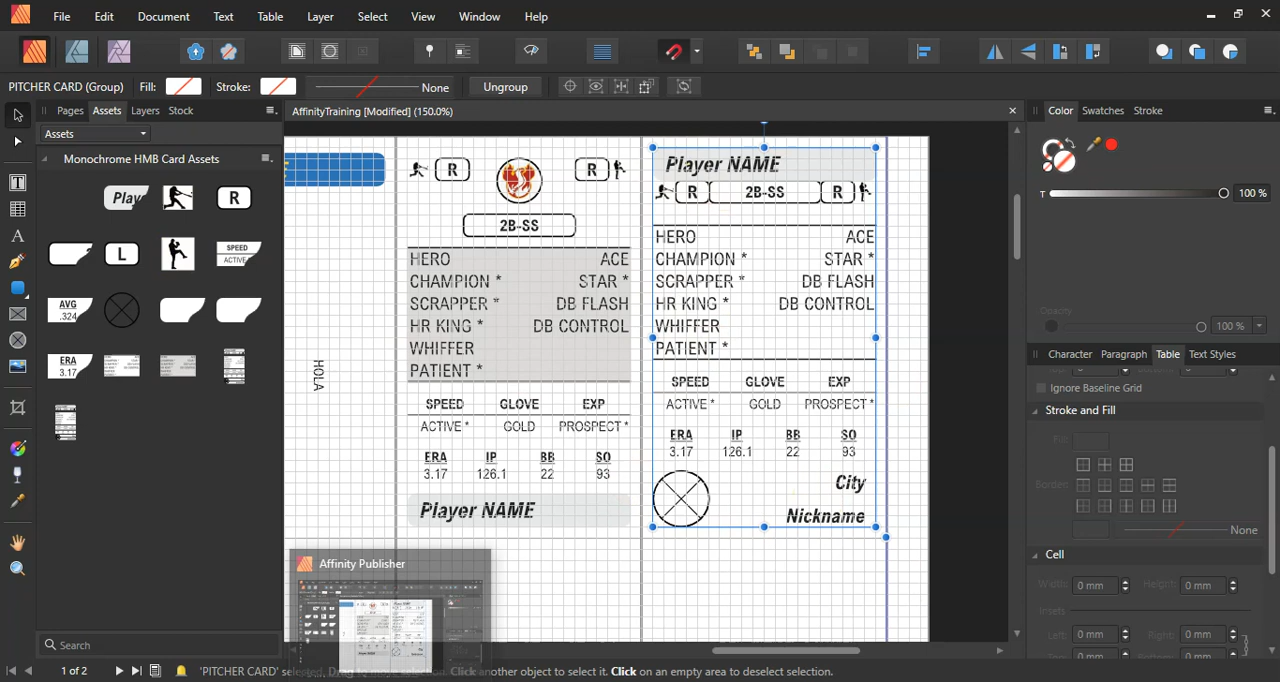 File Edit Document Text Table Layer Select View Window Help
PITCHER CARD (Group) Fill: Stroke: None Ungroup
Pages Assets Layers Stock
AffinityTraining [Modified] (150.0%)
Color Swatches Stroke
Assets
Monochrome HMB Card Assets
Play
R
L
SPEED
ACTIVE
AVG
.324
ERA
3.17
HOLA
R R
2B-SS
HERO ACE
CHAMPION * STAR *
SCRAPPER * DB FLASH
HR KING * DB CONTROL
WHIFFER
PATIENT *
SPEED GLOVE EXP
ACTIVE * GOLD PROSPECT *
ERA IP BB SO
3.17 126.1 22 93
Player NAME
Player NAME
R 2B-SS R
HERO ACE
CHAMPION * STAR *
SCRAPPER * DB FLASH
HR KING * DB CONTROL
WHIFFER
PATIENT *
SPEED GLOVE EXP
ACTIVE * GOLD PROSPECT *
ERA IP BB SO
3.17 126.1 22 93
City
Nickname
T 100 %
Opacity
100 %
Character Paragraph Table Text Styles
Ignore Baseline Grid
Stroke and Fill
Fill:
Border:
None
Cell
Width: 0 mm Height: 0 mm
Insets
Left: 0 mm Right: 0 mm
0 mm 0 mm
Affinity Publisher
Search
1 of 2
'PITCHER CARD' selected. Drag to move selection. Click another object to select it. Click on an empty area to deselect selection.